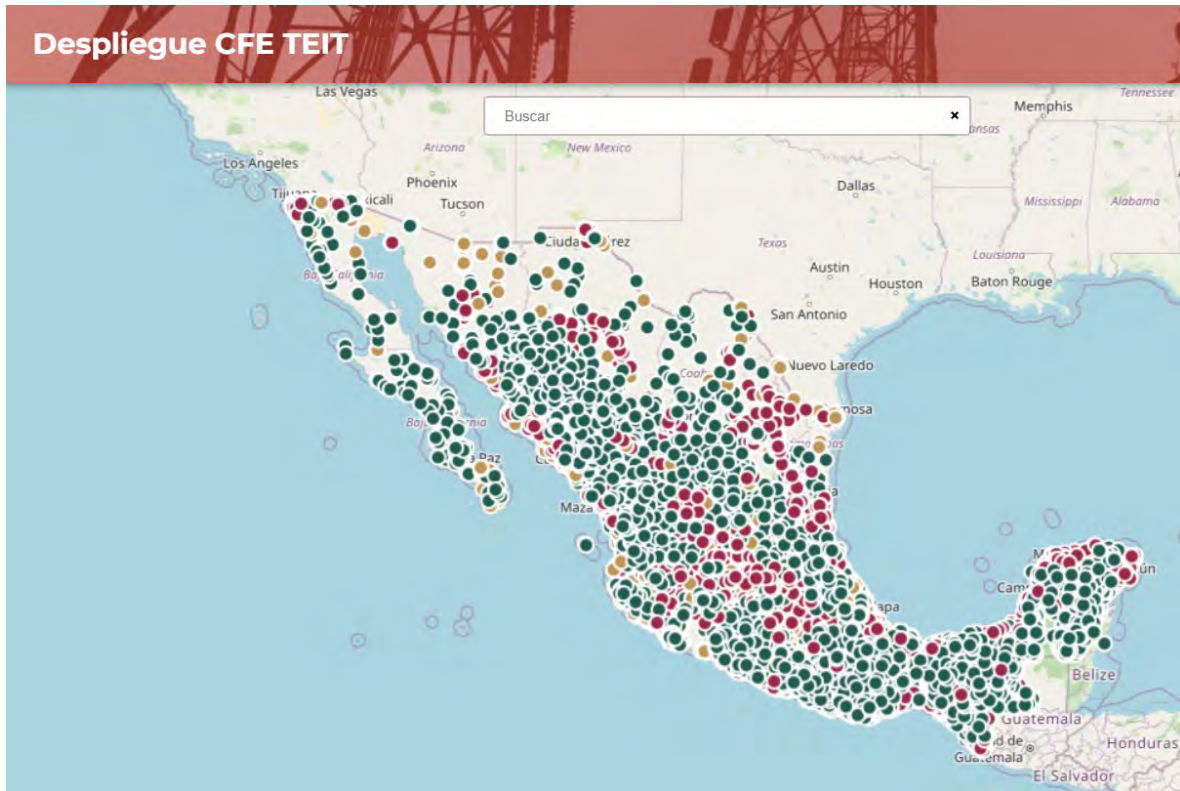 Despliegue CFE TEIT
Las Vegas
Memphis
Tennessee
Buscar
×
Arizona
New Mexico
Los Angeles
Phoenix
Dallas
Mississippi
Alabama
Tucson
Texas
Louisiana
Austin
Houston
Baton Rouge
San Antonio
Nuevo Laredo
Belize
Guatemala
Honduras
El Salvador